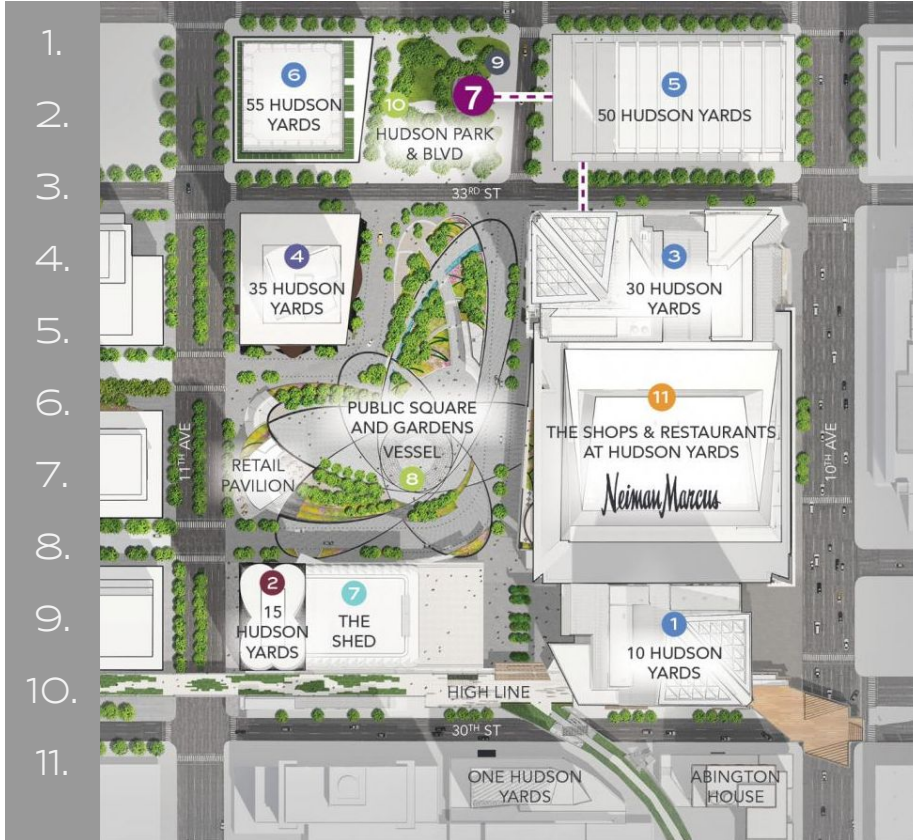 1.
2.
3.
4.
5.
6.
7.
8.
9.
10.
11.
6
55 HUDSON
YARDS
9
7
10
HUDSON PARK
& BLVD
5
50 HUDSON YARDS
33RD ST
4
35 HUDSON
YARDS
3
30 HUDSON
YARDS
PUBLIC SQUARE
AND GARDENS
VESSEL
8
RETAIL
PAVILION
11
THE SHOPS & RESTAURANTS
AT HUDSON YARDS
Neiman Marcus
11TH AVE
10TH AVE
2
15
HUDSON
YARDS
7
THE
SHED
1
10 HUDSON
YARDS
HIGH LINE
30TH ST
ONE HUDSON
YARDS
ABINGTON
HOUSE